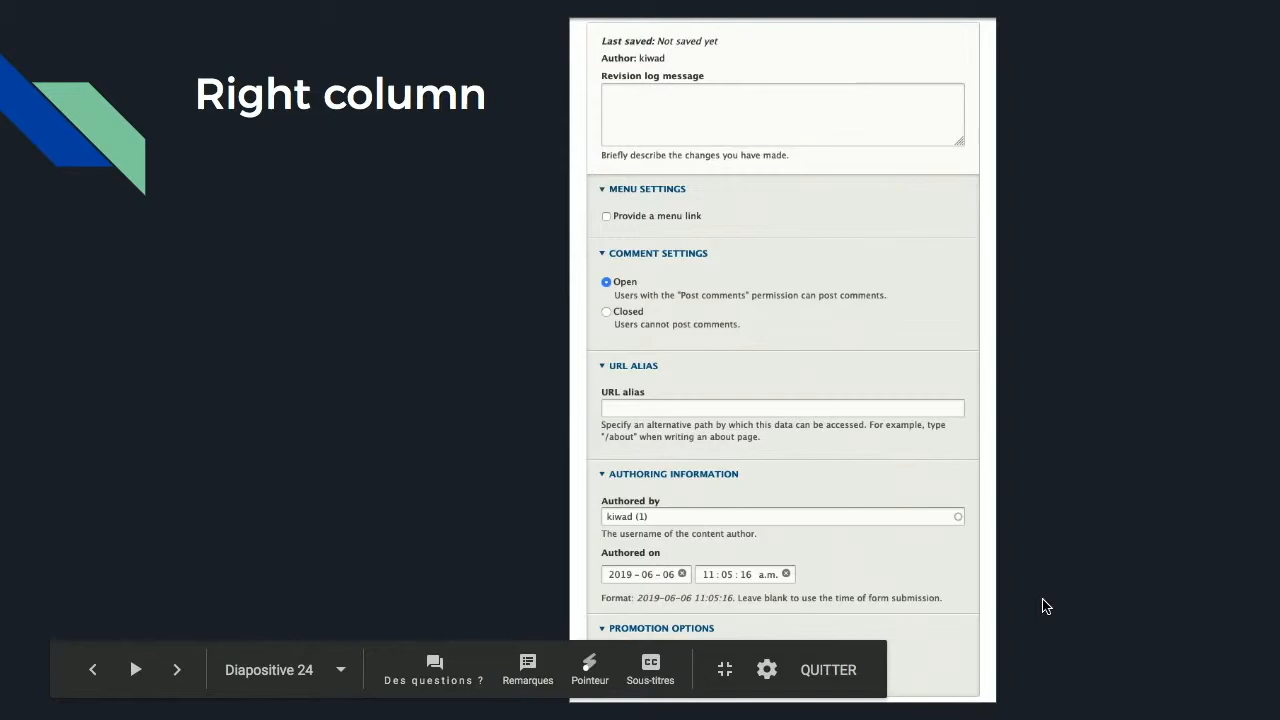 Right column
Last saved: Not saved yet
Author: kiwad
Revision log message
Briefly describe the changes you have made.
MENU SETTINGS
Provide a menu link
COMMENT SETTINGS
Open
Users with the "Post comments" permission can post comments.
Closed
Users cannot post comments.
URL ALIAS
URL alias
Specify an alternative path by which this data can be accessed. For example, type
"/about" when writing an about page.
AUTHORING INFORMATION
Authored by
kiwad (1)
The username of the content author.
Authored on
2019-06-06 11:05:16 a.m.
Format: 2019-06-06 11:05:16. Leave blank to use the time of form submission.
PROMOTION OPTIONS
Diapositive 24
Des questions ?
Remarques
Pointeur
CC
Sous-titres
QUITTER